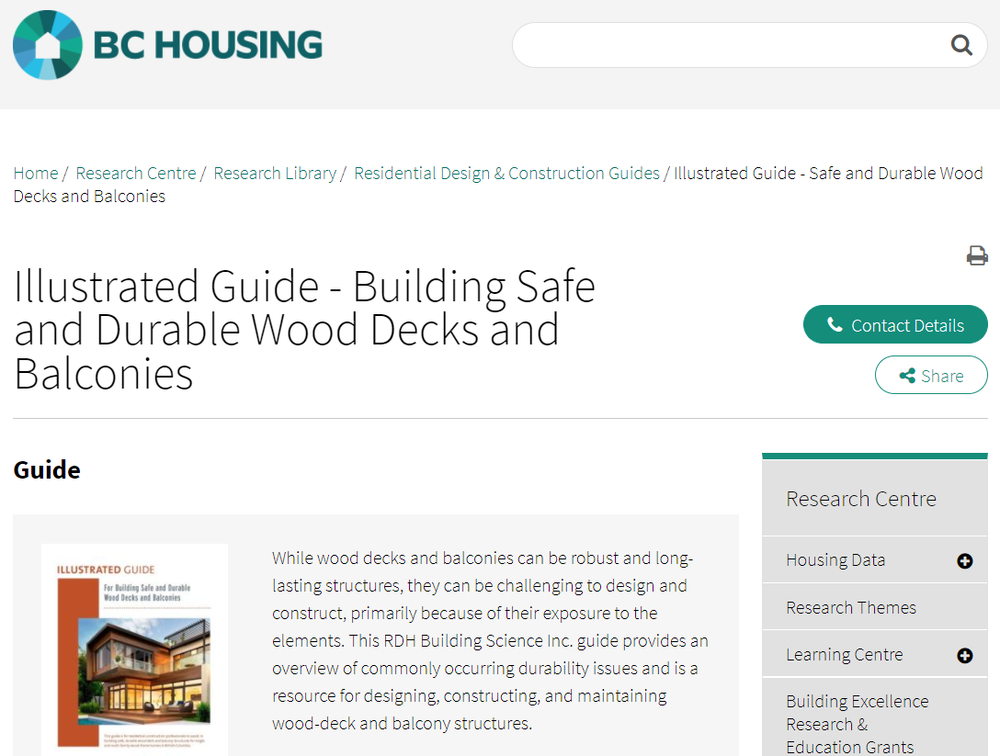 BC HOUSING
Home / Research Centre / Research Library / Residential Design & Construction Guides / Illustrated Guide - Safe and Durable Wood
Decks and Balconies
Illustrated Guide - Building Safe
and Durable Wood Decks and
Balconies
Contact Details
Share
Guide
ILLUSTRATED GUIDE
For Building Safe and Durable
Wood Decks and Balconies
While wood decks and balconies can be robust and long-
lasting structures, they can be challenging to design and
construct, primarily because of their exposure to the
elements. This RDH Building Science Inc. guide provides an
overview of commonly occurring durability issues and is a
resource for designing, constructing, and maintaining
wood-deck and balcony structures.
Research Centre
Housing Data
Research Themes
Learning Centre
Building Excellence
Research &
Education Grants